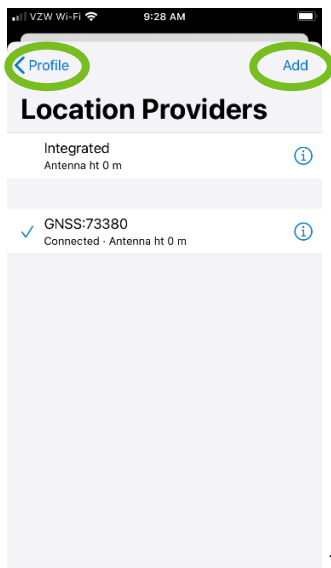 VZW Wi-Fi 9:28 AM
Profile Add
Location Providers
Integrated
Antenna ht 0 m
GNSS:73380
Connected · Antenna ht 0 m